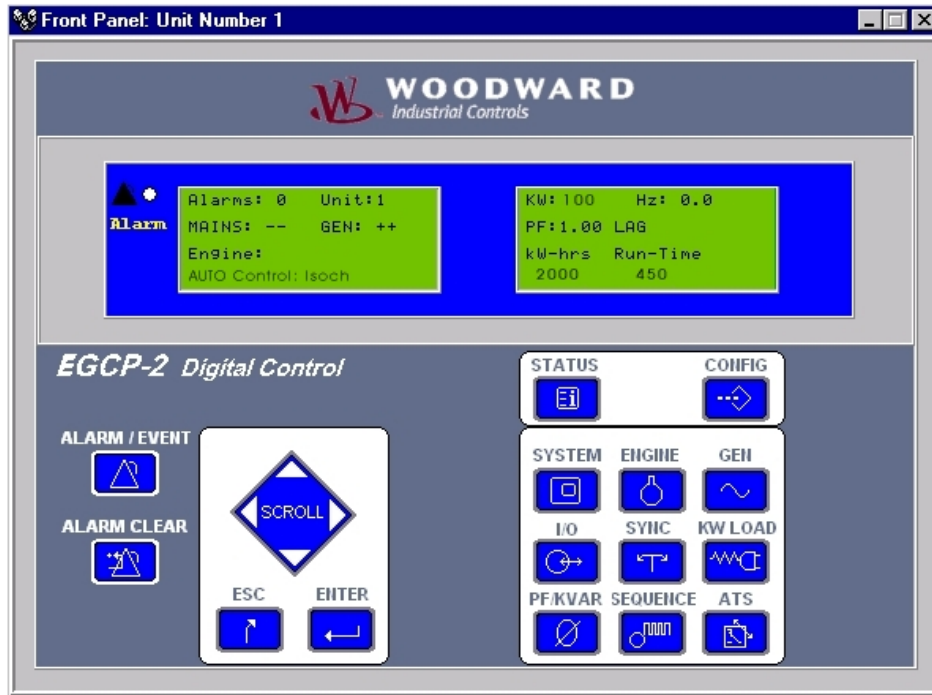 Front Panel: Unit Number 1
WOODWARD
Industrial Controls
Alarm
Alarms: 0 Unit:1
MAINS: -- GEN: ++
Engine:
AUTO Control: Isoch
KW: 100 Hz: 0.0
PF:1.00 LAG
kW-hrs Run-Time
2000 450
EGCP-2 Digital Control
STATUS CONFIG
ALARM / EVENT
ALARM CLEAR
SCROLL
ESC ENTER
SYSTEM ENGINE GEN
I/O SYNC KW LOAD
PF/KVAR SEQUENCE ATS